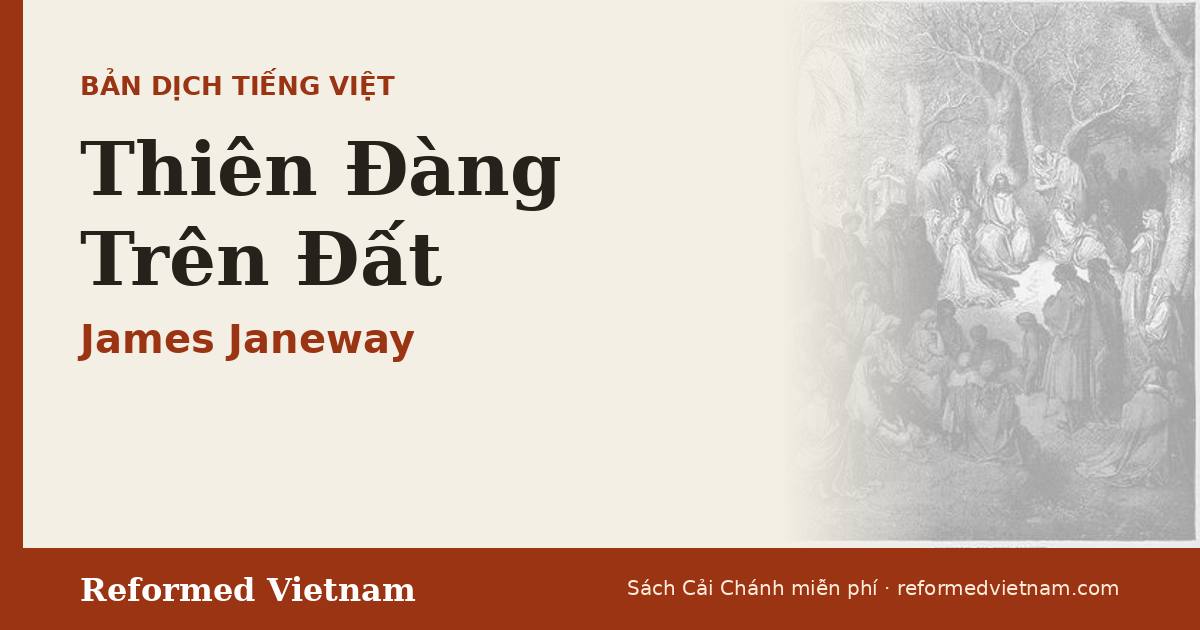 BẢN DỊCH TIẾNG VIỆT
Thiên Đàng
Trên Đất
James Janeway
Reformed Vietnam
Sách Cải Chánh miễn phí · reformedvietnam.com